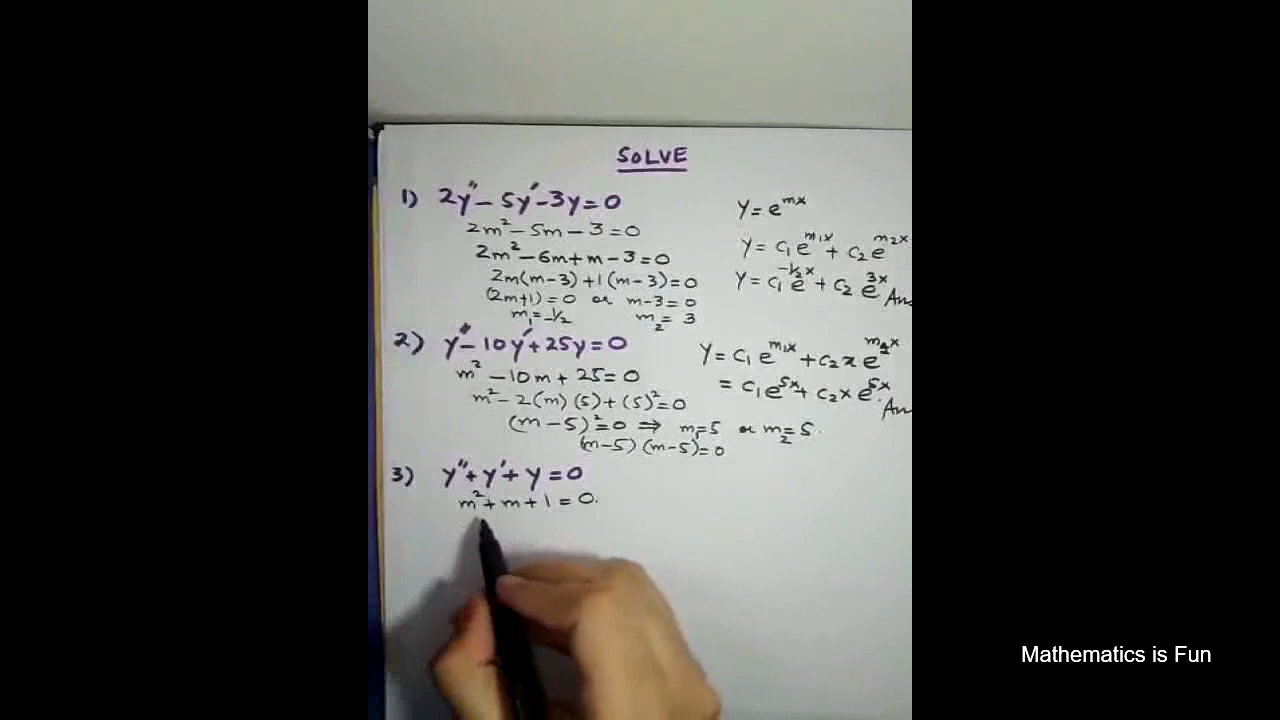 SOLVE
1) 2y" - 5y' - 3y = 0
2m² - 5m - 3 = 0
2m² - 6m + m - 3 = 0
2m(m-3) + 1(m-3) = 0
(2m+1) = 0 or m-3 = 0
m₁ = -1/2 m₂ = 3
y = e^{mx}
y = c₁e^{m₁x} + c₂e^{m₂x}
y = c₁e^{-1/2x} + c₂e^{3x} Ans
2) y" - 10y' + 25y = 0
m² - 10m + 25 = 0
m² - 2(m)(5) + (5)² = 0
(m-5)² = 0 ⇒ m₁=5 or m₂=5.
(m-5)(m-5) = 0
y = c₁e^{m₁x} + c₂xe^{m₂x}
= c₁e^{5x} + c₂xe^{5x}. An
3) y" + y' + y = 0
m² + m + 1 = 0.
Mathematics is Fun